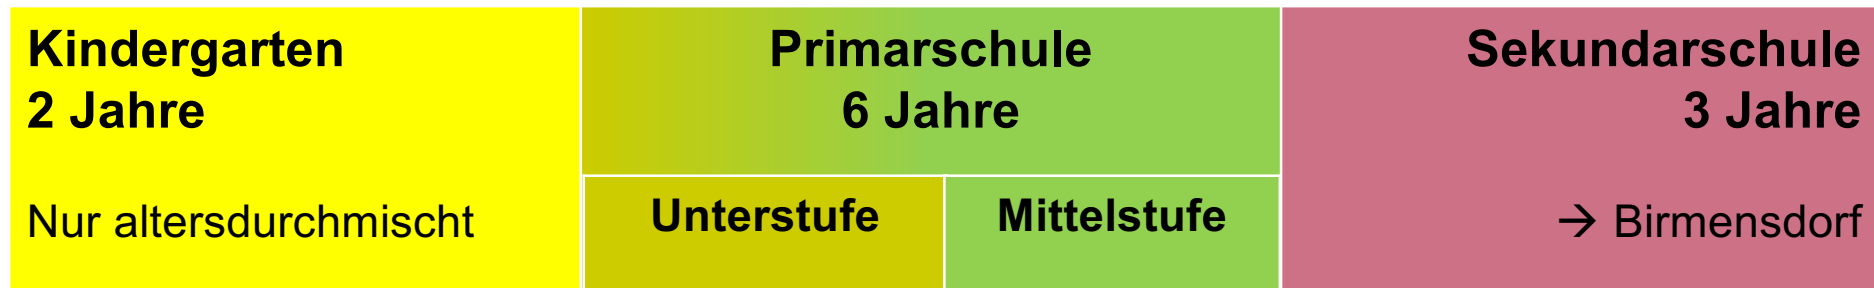 Kindergarten
2 Jahre
Nur altersdurchmischt
Primarschule
6 Jahre
Unterstufe
Mittelstufe
Sekundarschule
3 Jahre
→ Birmensdorf